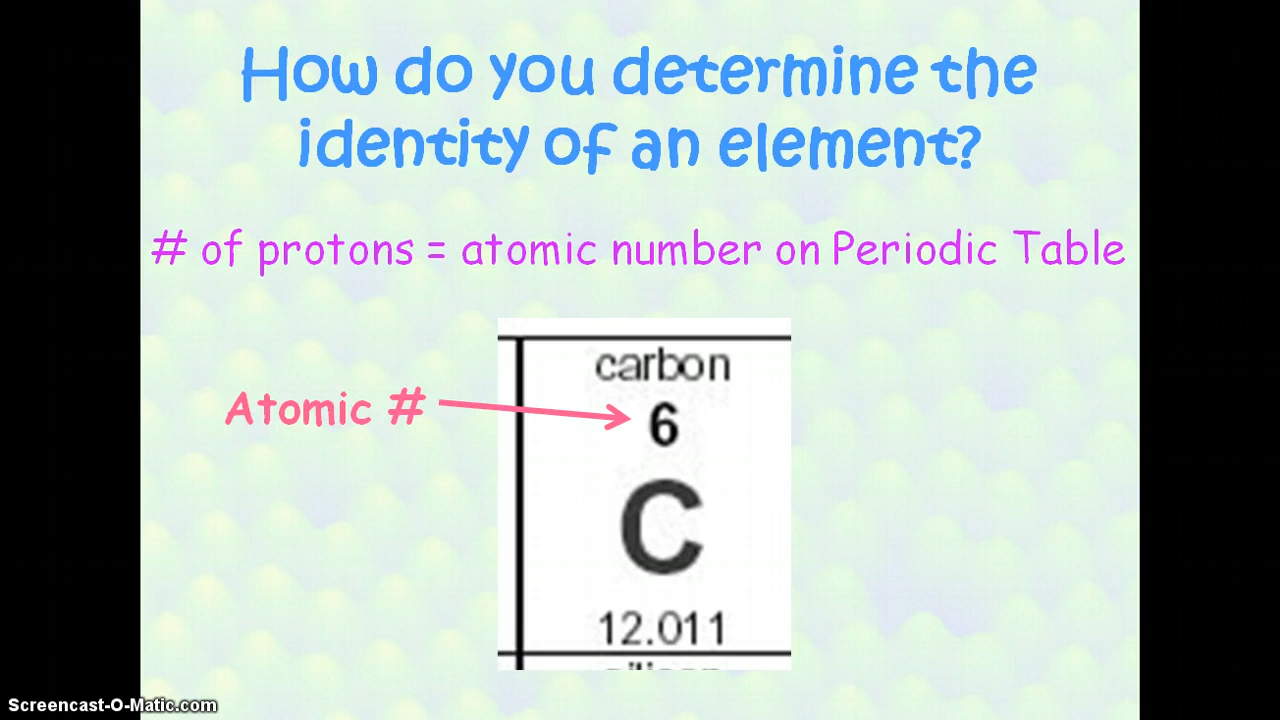 How do you determine the
identity of an element?
# of protons = atomic number on Periodic Table
carbon
Atomic #
6
C
12.011
Screencast-O-Matic.com